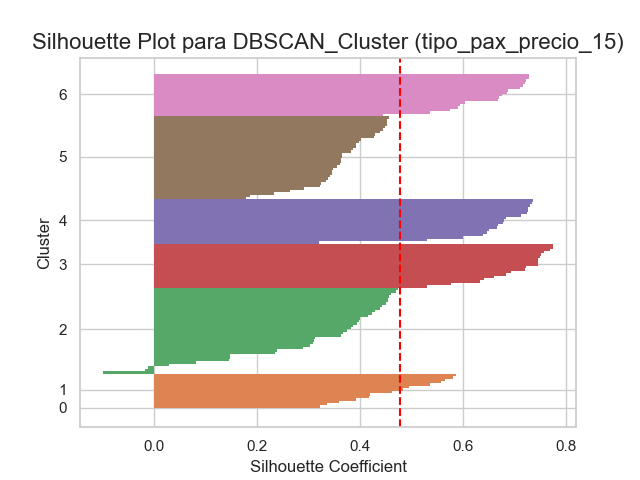 Silhouette Plot para DBSCAN_Cluster (tipo_pax_precio_15)
6
5
4
3
2
1
0
Cluster
0.0 0.2 0.4 0.6 0.8
Silhouette Coefficient